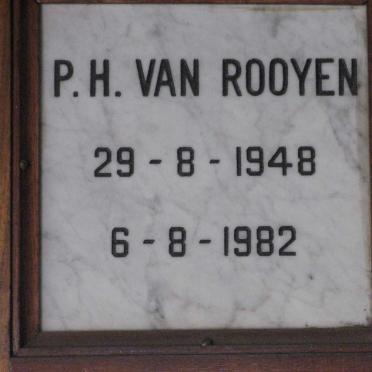 P. H. VAN ROOYEN
29 - 8 - 1948
6 - 8 - 1982